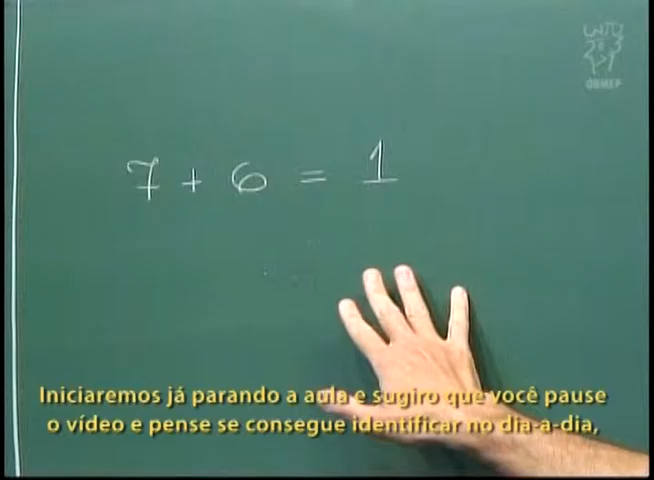 OBMEP
7 + 6 = 1
Iniciaremos já parando a aula e sugiro que você pause
o vídeo e pense se consegue identificar no dia-a-dia,